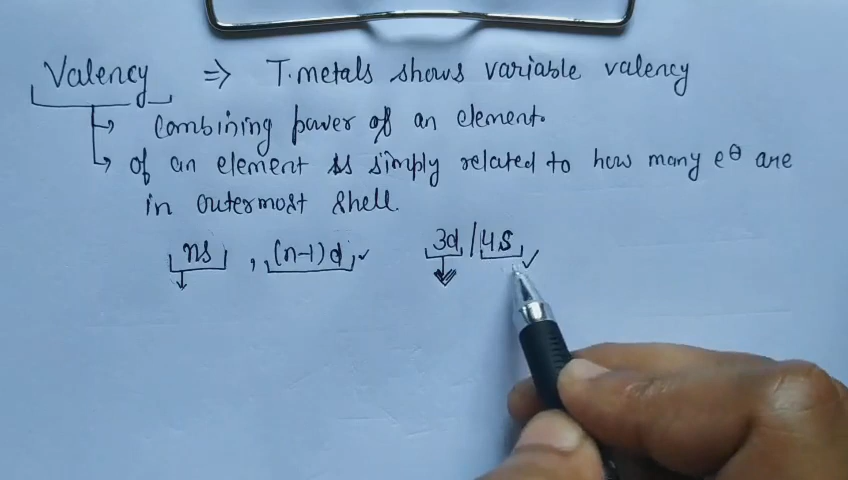 Valency ⇒ T.metals shows variable valency
↳ Combining power of an element.
↳ of an element is simply related to how many e⊖ are
in outermost shell.
ns , (n-1)d ✓ 3d / 4s ✓